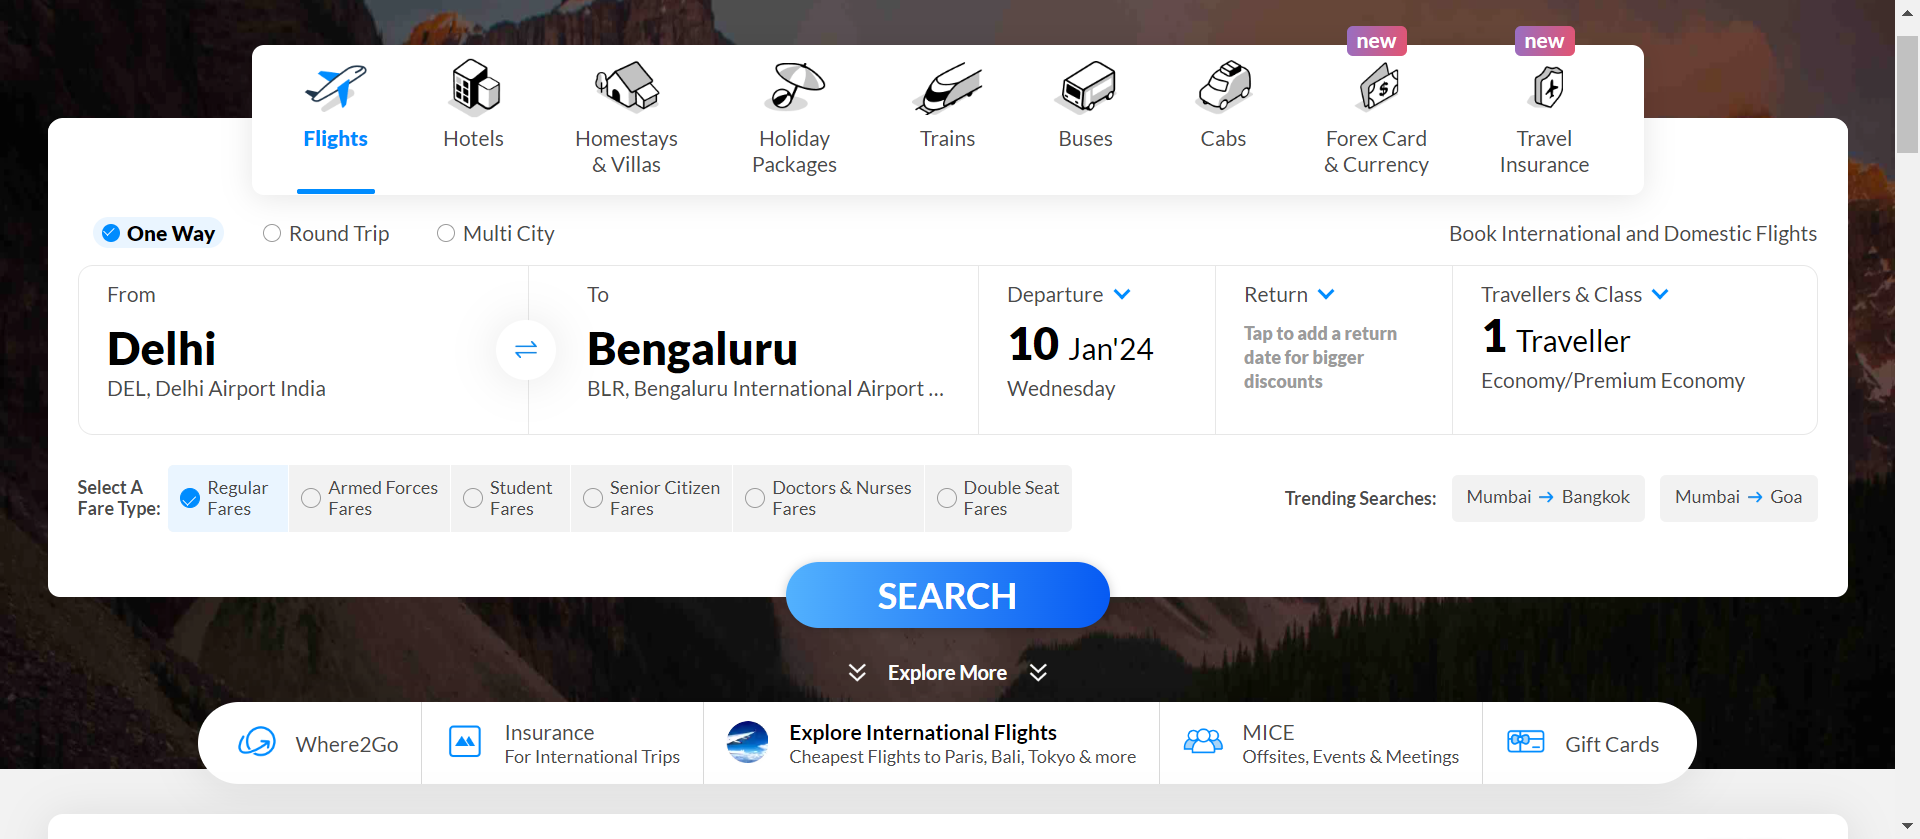 new
new
Flights
Hotels
Homestays
& Villas
Holiday
Packages
Trains
Buses
Cabs
Forex Card
& Currency
Travel
Insurance
One Way
Round Trip
Multi City
Book International and Domestic Flights
From
Delhi
DEL, Delhi Airport India
To
Bengaluru
BLR, Bengaluru International Airport ...
Departure
10 Jan'24
Wednesday
Return
Tap to add a return
date for bigger
discounts
Travellers & Class
1 Traveller
Economy/Premium Economy
Select A
Fare Type:
Regular
Fares
Armed Forces
Fares
Student
Fares
Senior Citizen
Fares
Doctors & Nurses
Fares
Double Seat
Fares
Trending Searches:
Mumbai → Bangkok
Mumbai → Goa
SEARCH
Explore More
Where2Go
Insurance
For International Trips
Explore International Flights
Cheapest Flights to Paris, Bali, Tokyo & more
MICE
Offsites, Events & Meetings
Gift Cards